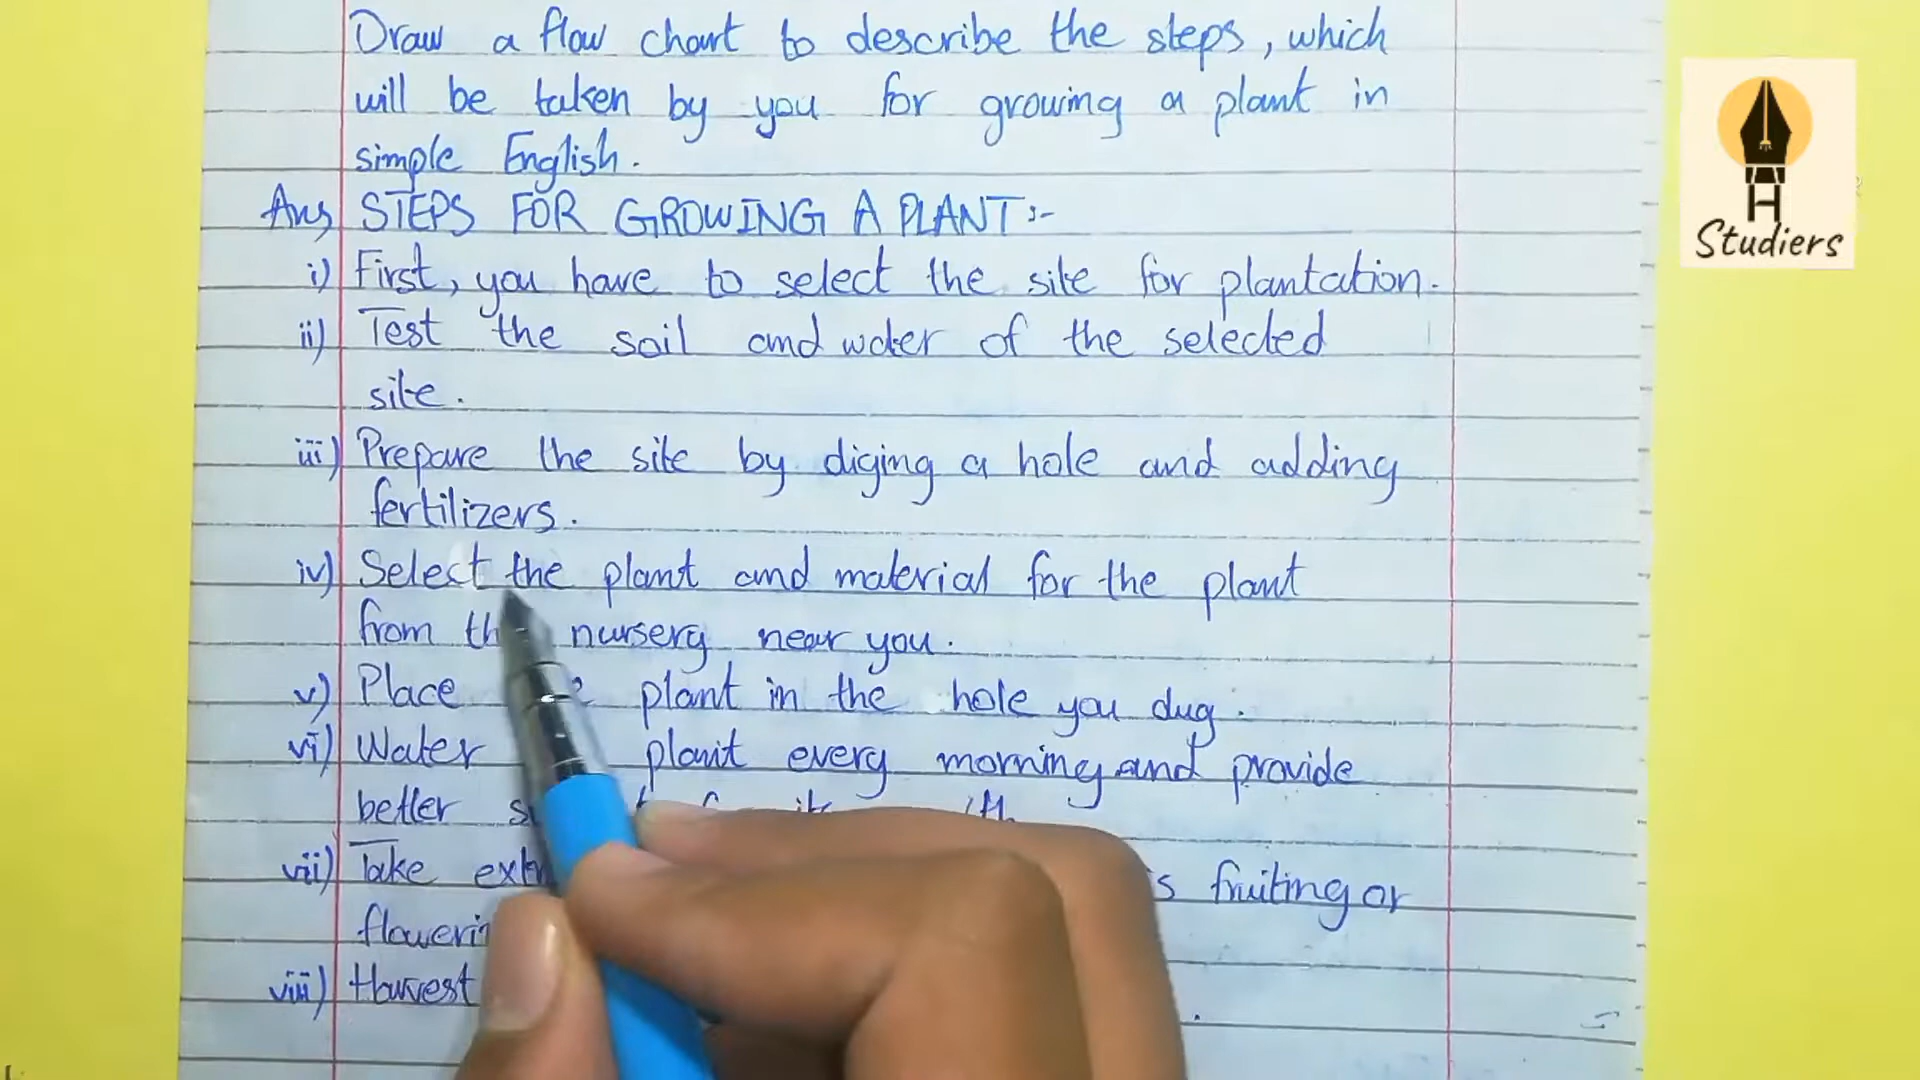 Draw a flow chart to describe the steps, which
will be taken by you for growing a plant in
simple English.
Ans STEPS FOR GROWING A PLANT:-
i) First, you have to select the site for plantation.
ii) Test the soil and water of the selected
site.
iii) Prepare the site by diging a hole and adding
fertilizers.
iv) Select the plant and material for the plant
from nursery near you.
v) Place plant in the hole you dug.
vi) Water plant every morning and provide
better
vii) Take fruiting or
viii) Harvest
H
Studiers